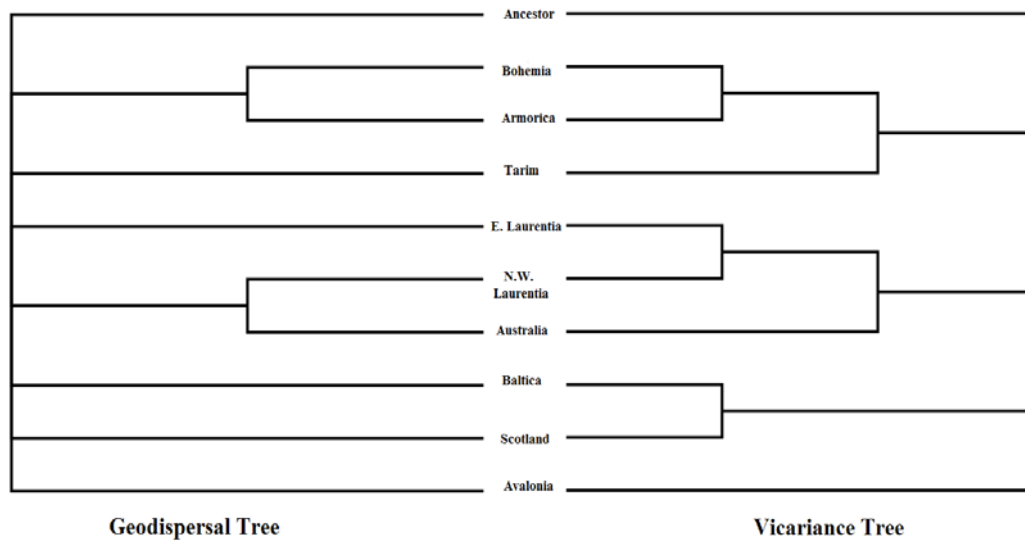 Ancestor
Bohemia
Armorica
Tarim
E. Laurentia
N.W.
Laurentia
Australia
Baltica
Scotland
Avalonia
Geodispersal Tree
Vicariance Tree